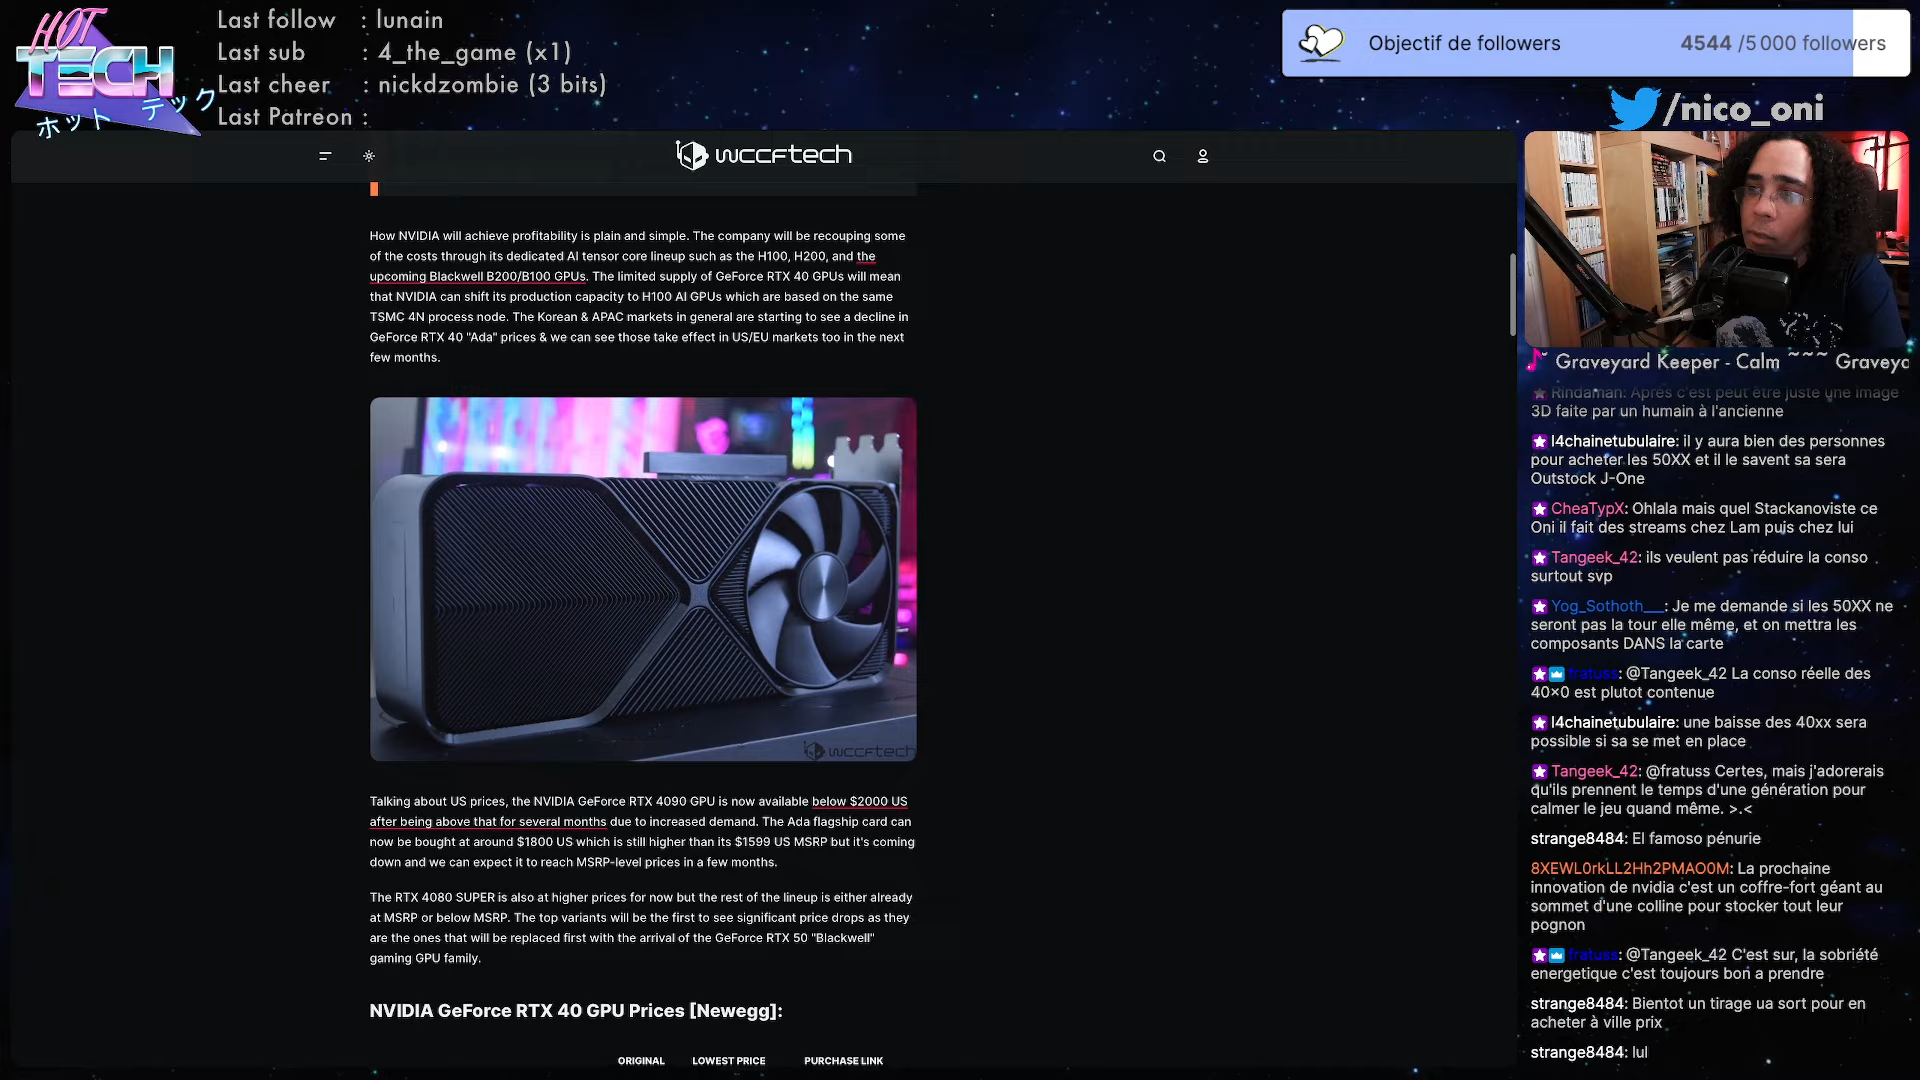 HOT
TECH
ホット テック
Last follow : lunain
Last sub : 4_the_game (x1)
Last cheer : nickdzombie (3 bits)
Last Patreon :
Objectif de followers 4544 /5 000 followers
/nico_oni
wccftech
How NVIDIA will achieve profitability is plain and simple. The company will be recouping some
of the costs through its dedicated AI tensor core lineup such as the H100, H200, and the
upcoming Blackwell B200/B100 GPUs. The limited supply of GeForce RTX 40 GPUs will mean
that NVIDIA can shift its production capacity to H100 AI GPUs which are based on the same
TSMC 4N process node. The Korean & APAC markets in general are starting to see a decline in
GeForce RTX 40 "Ada" prices & we can see those take effect in US/EU markets too in the next
few months.
wccftech
Talking about US prices, the NVIDIA GeForce RTX 4090 GPU is now available below $2000 US
after being above that for several months due to increased demand. The Ada flagship card can
now be bought at around $1800 US which is still higher than its $1599 US MSRP but it's coming
down and we can expect it to reach MSRP-level prices in a few months.
The RTX 4080 SUPER is also at higher prices for now but the rest of the lineup is either already
at MSRP or below MSRP. The top variants will be the first to see significant price drops as they
are the ones that will be replaced first with the arrival of the GeForce RTX 50 "Blackwell"
gaming GPU family.
NVIDIA GeForce RTX 40 GPU Prices [Newegg]:
ORIGINAL LOWEST PRICE PURCHASE LINK
Graveyard Keeper - Calm ~~~ Graveya
Rindaman: Après c'est peut être juste une image
3D faite par un humain à l'ancienne
l4chainetubulaire: il y aura bien des personnes
pour acheter les 50XX et il le savent sa sera
Outstock J-One
CheaTypX: Ohlala mais quel Stackanoviste ce
Oni il fait des streams chez Lam puis chez lui
Tangeek_42: ils veulent pas réduire la conso
surtout svp
Yog_Sothoth___: Je me demande si les 50XX ne
seront pas la tour elle même, et on mettra les
composants DANS la carte
fratuss: @Tangeek_42 La conso réelle des
40x0 est plutot contenue
l4chainetubulaire: une baisse des 40xx sera
possible si sa se met en place
Tangeek_42: @fratuss Certes, mais j'adorerais
qu'ils prennent le temps d'une génération pour
calmer le jeu quand même. >.<
strange8484: El famoso pénurie
8XEWL0rkLL2Hh2PMAO0M: La prochaine
innovation de nvidia c'est un coffre-fort géant au
sommet d'une colline pour stocker tout leur
pognon
fratuss: @Tangeek_42 C'est sur, la sobriété
energetique c'est toujours bon a prendre
strange8484: Bientot un tirage ua sort pour en
acheter à ville prix
strange8484: lul